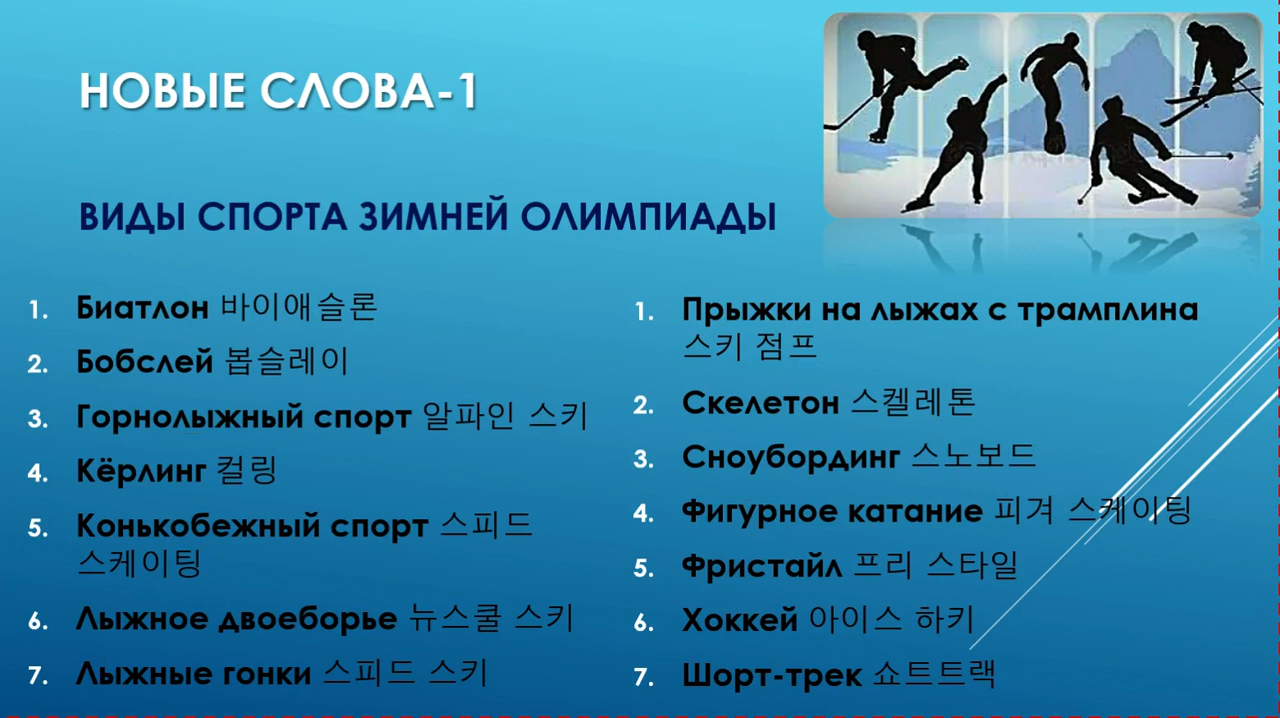 НОВЫЕ СЛОВА-1
ВИДЫ СПОРТА ЗИМНЕЙ ОЛИМПИАДЫ
1. Биатлон 바이애슬론
2. Бобслей 봅슬레이
3. Горнолыжный спорт 알파인 스키
4. Кёрлинг 컬링
5. Конькобежный спорт 스피드
스케이팅
6. Лыжное двоеборье 뉴스쿨 스키
7. Лыжные гонки 스피드 스키
1. Прыжки на лыжах с трамплина
스키 점프
2. Скелетон 스켈레톤
3. Сноубординг 스노보드
4. Фигурное катание 피겨 스케이팅
5. Фристайл 프리 스타일
6. Хоккей 아이스 하키
7. Шорт-трек 쇼트트랙